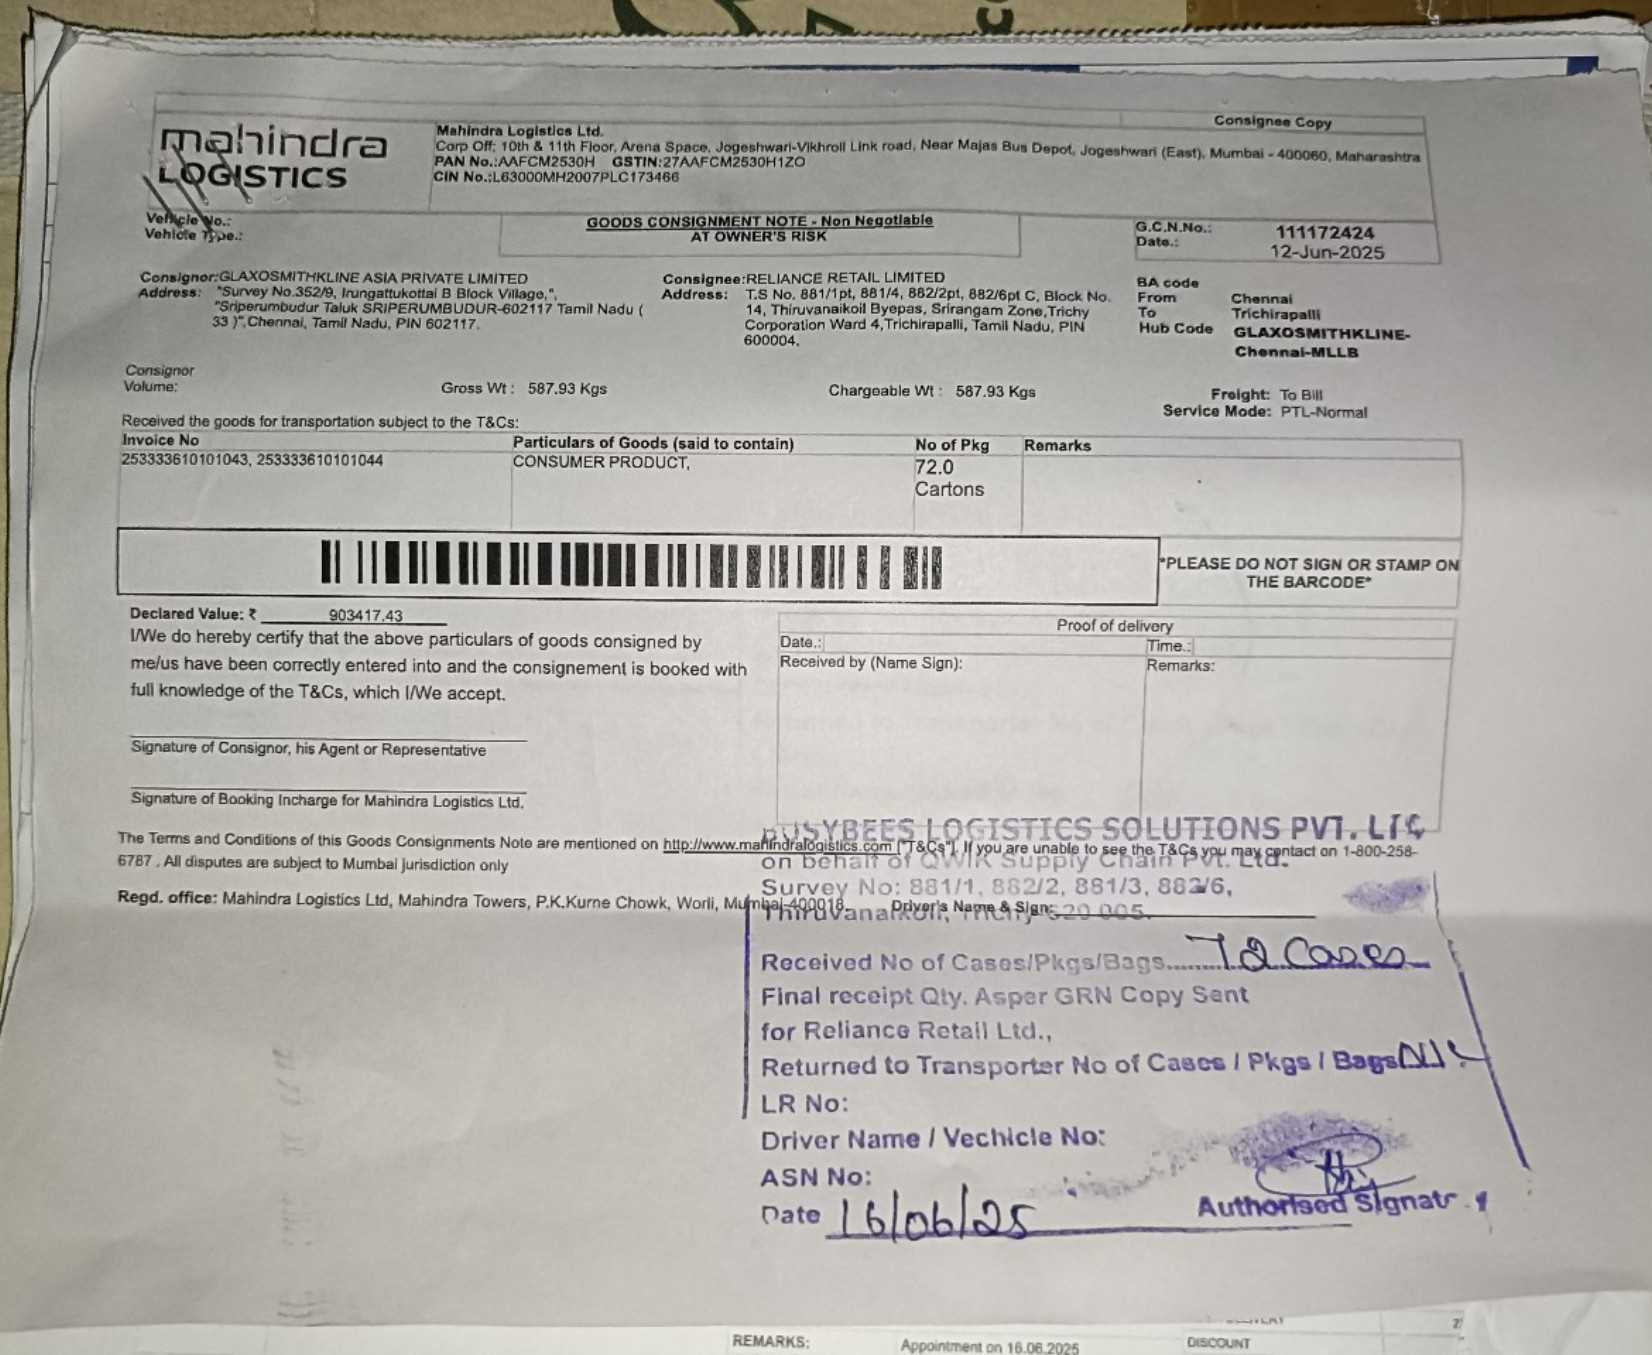 Consignee Copy
mahindra
LOGISTICS
Mahindra Logistics Ltd.
Corp Off: 10th & 11th Floor, Arena Space, Jogeshwari-Vikhroli Link road, Near Majas Bus Depot, Jogeshwari (East), Mumbai - 400060, Maharashtra
PAN No.:AAFCM2530H GSTIN:27AAFCM2530H1ZO
CIN No.:L63000MH2007PLC173466
Vehicle No.:
Vehicle Type.:
GOODS CONSIGNMENT NOTE - Non Negotiable
AT OWNER'S RISK
G.C.N.No.: 111172424
Date.: 12-Jun-2025
Consignor:GLAXOSMITHKLINE ASIA PRIVATE LIMITED
Address: "Survey No.352/9, Irungattukottai B Block Village,",
"Sriperumbudur Taluk SRIPERUMBUDUR-602117 Tamil Nadu (
33 )",Chennai, Tamil Nadu, PIN 602117.
Consignee:RELIANCE RETAIL LIMITED
Address: T.S No. 881/1pt, 881/4, 882/2pt, 882/6pt C, Block No.
14, Thiruvanaikoil Byepas, Srirangam Zone,Trichy
Corporation Ward 4,Trichirapalli, Tamil Nadu, PIN
600004.
BA code
From Chennai
To Trichirapalli
Hub Code GLAXOSMITHKLINE-
Chennai-MLLB
Consignor
Volume:
Gross Wt : 587.93 Kgs
Chargeable Wt : 587.93 Kgs
Freight: To Bill
Service Mode: PTL-Normal
Received the goods for transportation subject to the T&Cs:
Invoice No Particulars of Goods (said to contain) No of Pkg Remarks
253333610101043, 253333610101044 CONSUMER PRODUCT, 72.0
Cartons
*PLEASE DO NOT SIGN OR STAMP ON
THE BARCODE*
Declared Value: ₹ 903417.43
I/We do hereby certify that the above particulars of goods consigned by
me/us have been correctly entered into and the consignement is booked with
full knowledge of the T&Cs, which I/We accept.
Proof of delivery
Date.: Time.:
Received by (Name Sign): Remarks:
Signature of Consignor, his Agent or Representative
Signature of Booking Incharge for Mahindra Logistics Ltd.
The Terms and Conditions of this Goods Consignments Note are mentioned on http://www.mahindralogistics.com ["T&Cs"]. If you are unable to see the T&Cs you may contact on 1-800-258-
6787 . All disputes are subject to Mumbai jurisdiction only
Regd. office: Mahindra Logistics Ltd, Mahindra Towers, P.K.Kurne Chowk, Worli, Mumbai-400018
Driver's Name & Sign:
BUSYBEES LOGISTICS SOLUTIONS PVT. LTD
on behalf of QWIK Supply Chain Pvt. Ltd.
Survey No: 881/1, 882/2, 881/3, 882/6,
Thiruvanaikoil, Trichy 620 005.
Received No of Cases/Pkgs/Bags........72 Cases
Final receipt Qty. Asper GRN Copy Sent
for Reliance Retail Ltd.,
Returned to Transporter No of Cases / Pkgs / Bags Nil.
LR No:
Driver Name / Vechicle No:
ASN No:
Date 16/06/25
Authorised Signat
REMARKS: Appointment on 16.06.2025 DISCOUNT